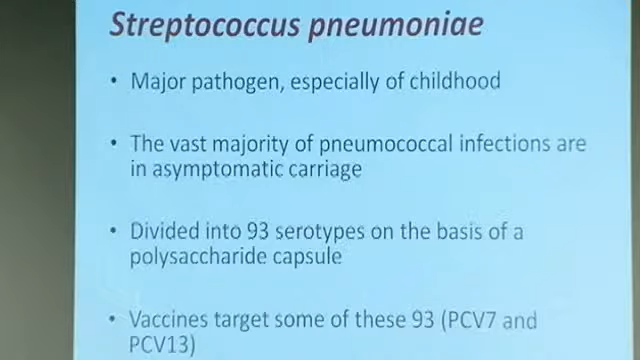 Streptococcus pneumoniae
• Major pathogen, especially of childhood
• The vast majority of pneumococcal infections are
in asymptomatic carriage
• Divided into 93 serotypes on the basis of a
polysaccharide capsule
• Vaccines target some of these 93 (PCV7 and
PCV13)